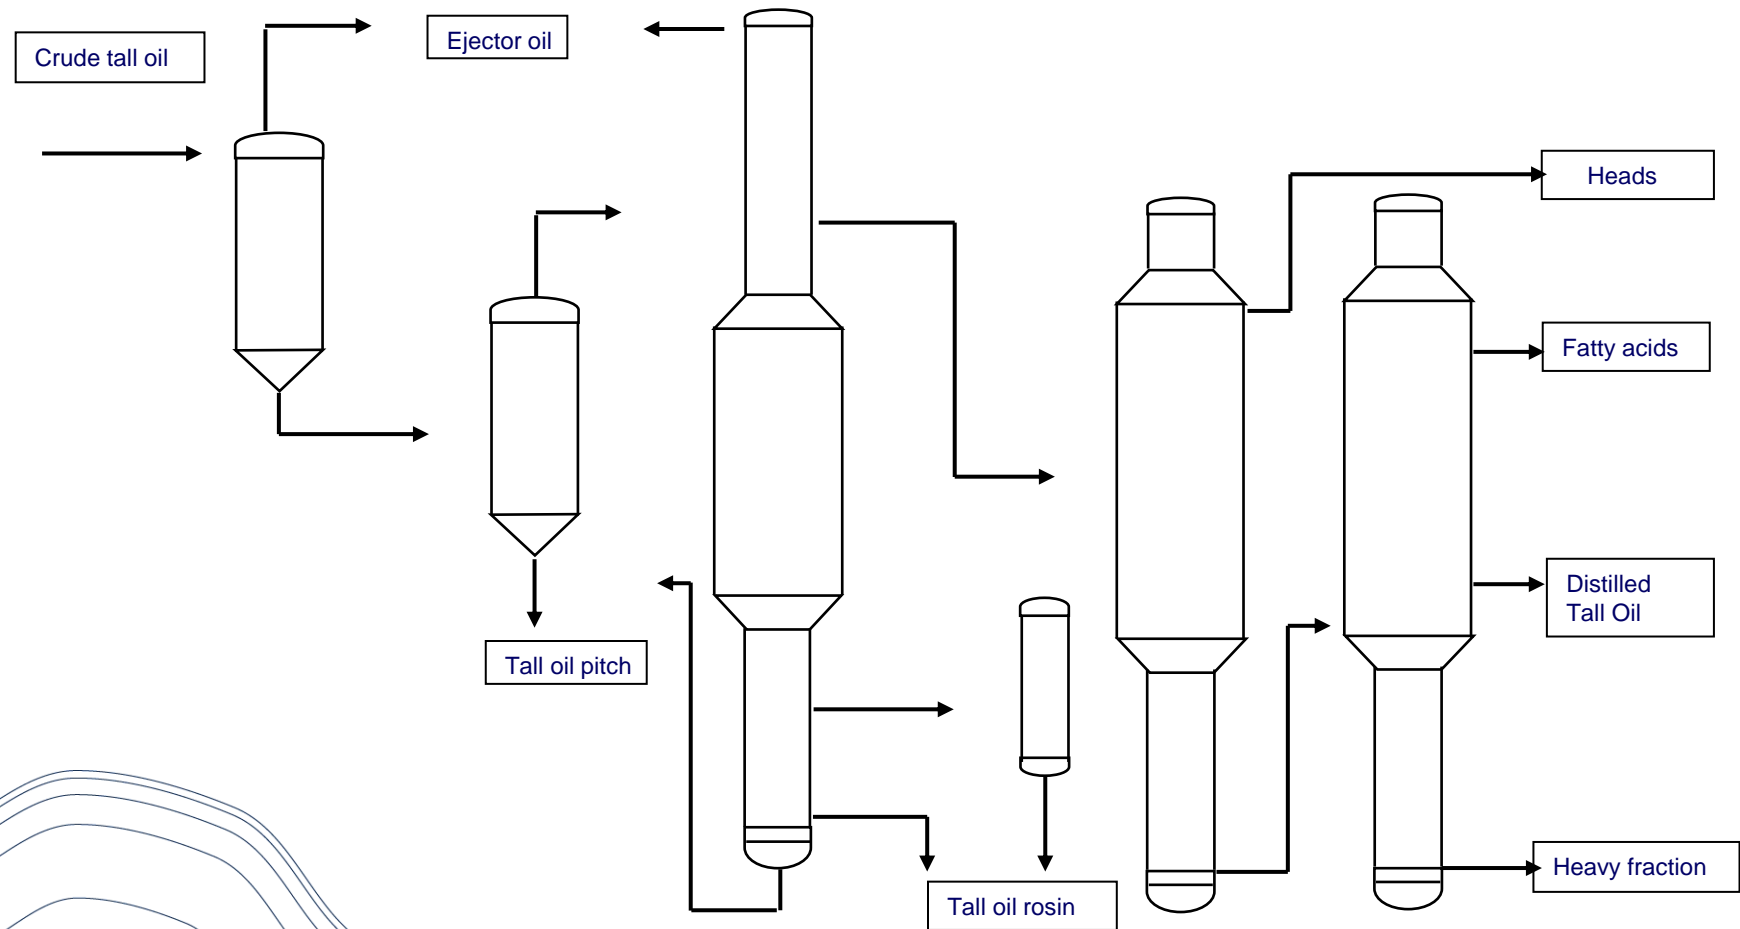 Crude tall oil
Ejector oil
Heads
Fatty acids
Distilled
Tall Oil
Tall oil pitch
Heavy fraction
Tall oil rosin